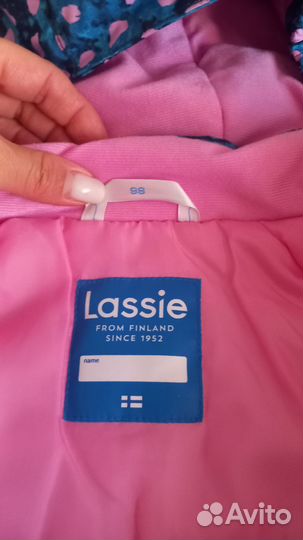 98
Lassie
FROM FINLAND
SINCE 1952
name
Avito